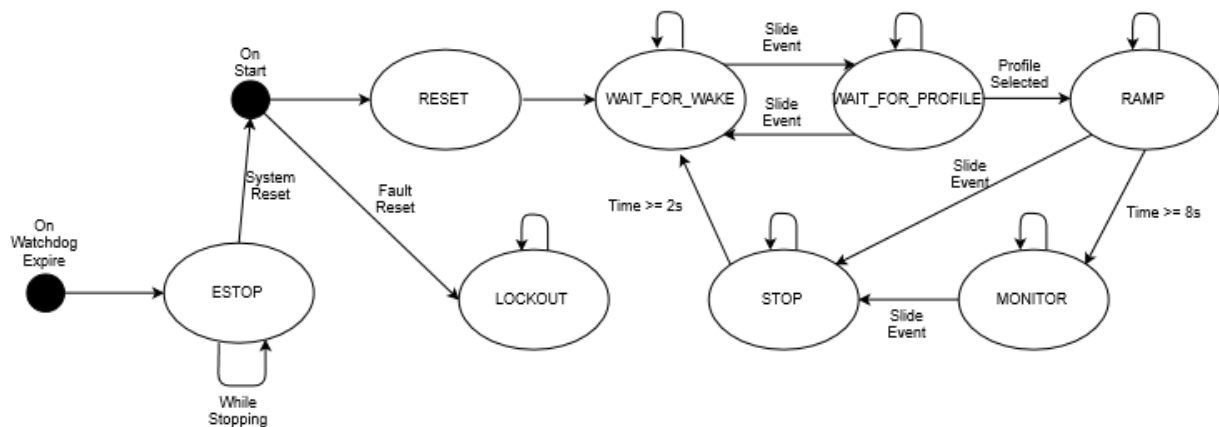 Slide
Event
On
Start
Profile
Selected
RESET
WAIT_FOR_WAKE
WAIT_FOR_PROFILE
RAMP
Slide
Event
System
Reset
Fault
Reset
Slide
Event
Time >= 2s
Time >= 8s
On
Watchdog
Expire
ESTOP
LOCKOUT
STOP
MONITOR
Slide
Event
While
Stopping